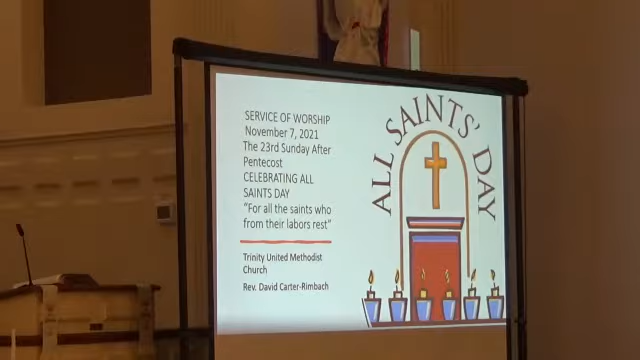 SERVICE OF WORSHIP
November 7, 2021
The 23rd Sunday After
Pentecost
CELEBRATING ALL
SAINTS DAY
“For all the saints who
from their labors rest”
Trinity United Methodist
Church
Rev. David Carter-Rimbach
ALL SAINTS' DAY